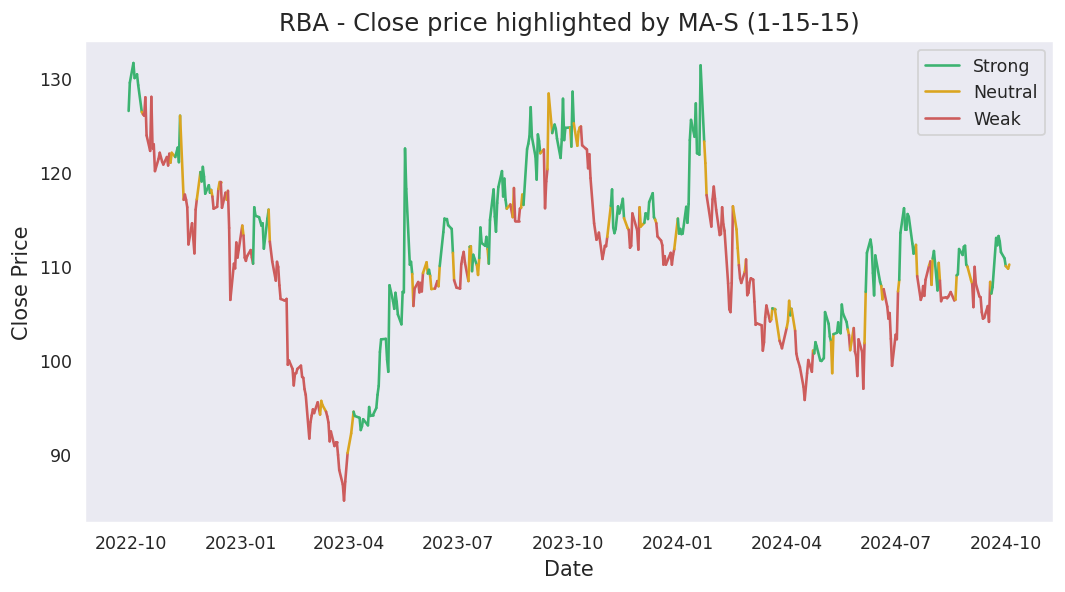 RBA - Close price highlighted by MA-S (1-15-15)
Strong
Neutral
Weak
Close Price
130
120
110
100
90
2022-10 2023-01 2023-04 2023-07 2023-10 2024-01 2024-04 2024-07 2024-10
Date